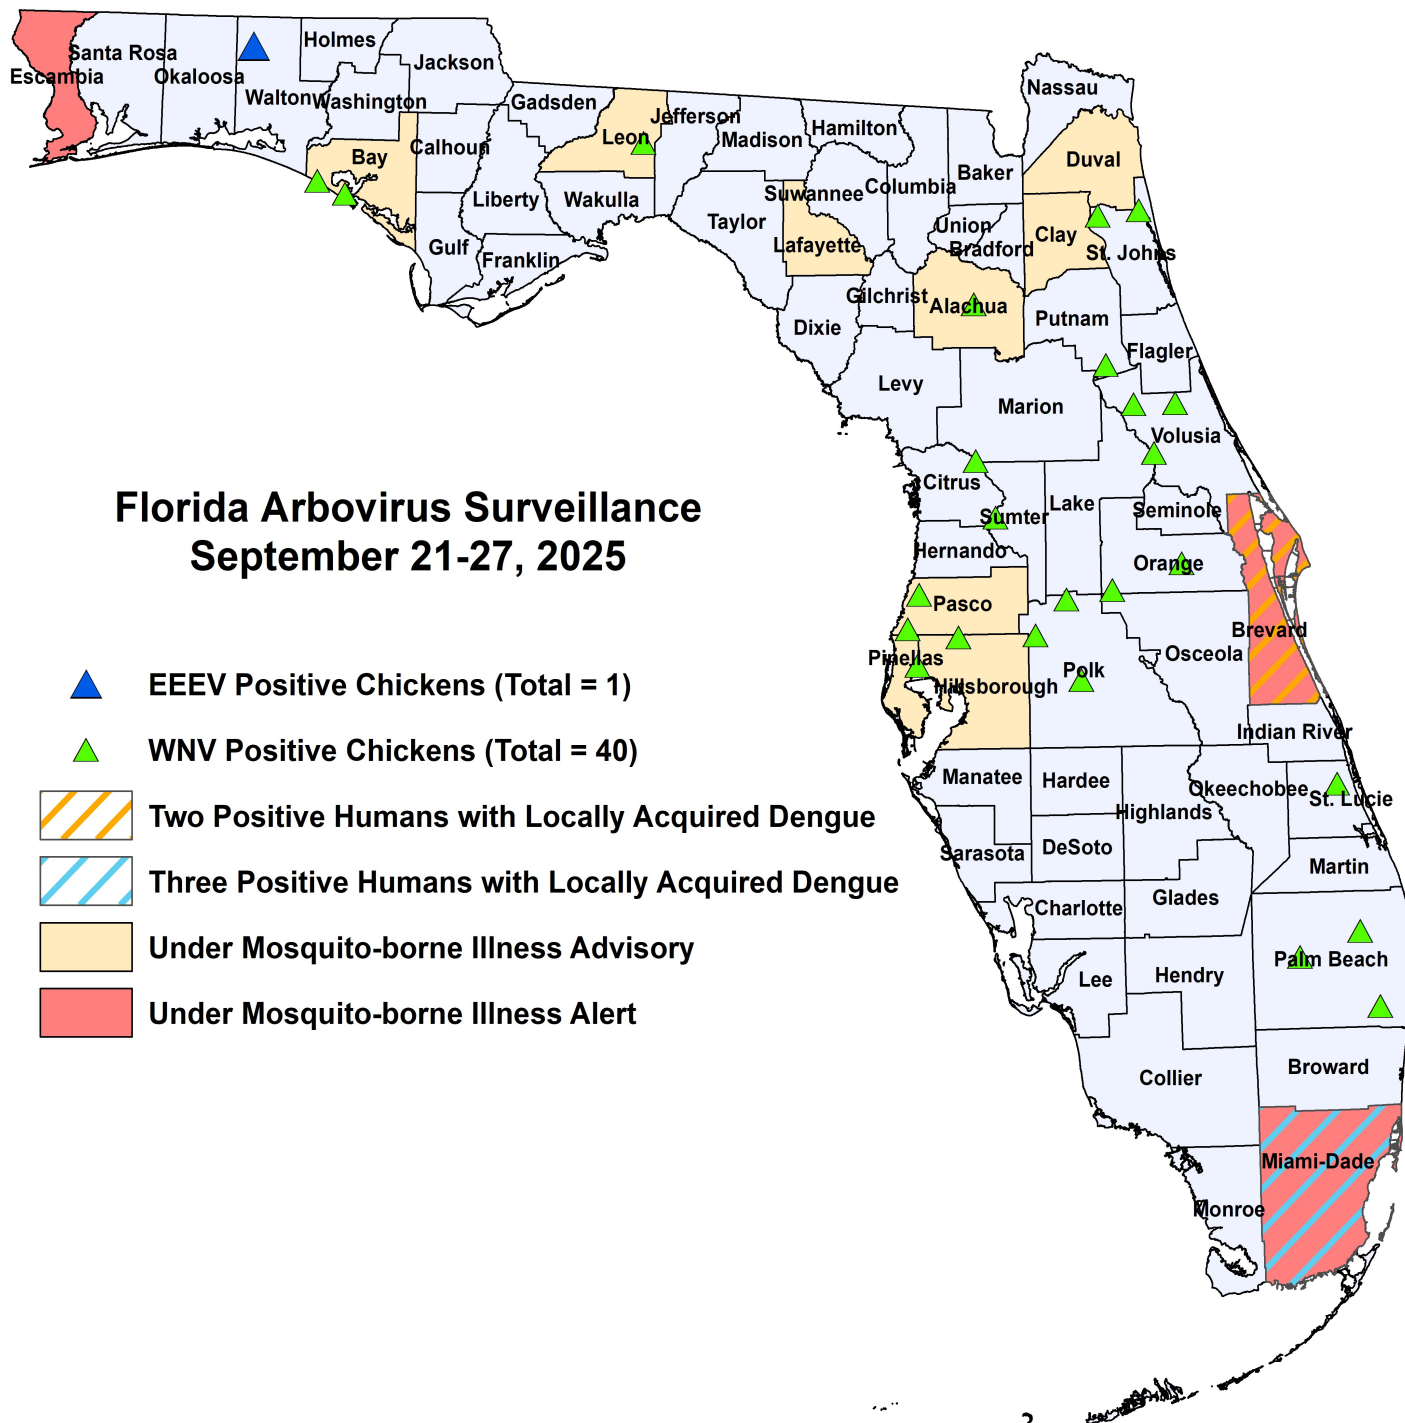 Holmes
Jackson
Santa Rosa
Escambia
Okaloosa
Walton
Washington
Gadsden
Nassau
Jefferson
Leon
Madison
Hamilton
Calhoun
Bay
Duval
Baker
Columbia
Suwannee
Liberty
Wakulla
Taylor
Union
Clay
Lafayette
Bradford
St. Johns
Gulf
Franklin
Gilchrist
Alachua
Putnam
Dixie
Flagler
Levy
Marion
Volusia
Citrus
Lake
Seminole
Sumter
Hernando
Orange
Pasco
Brevard
Osceola
Pinellas
Polk
Hillsborough
Indian River
Manatee
Hardee
Okeechobee
St. Lucie
Highlands
Sarasota
DeSoto
Martin
Glades
Charlotte
Palm Beach
Lee
Hendry
Broward
Collier
Miami-Dade
Monroe
Florida Arbovirus Surveillance
September 21-27, 2025
EEEV Positive Chickens (Total = 1)
WNV Positive Chickens (Total = 40)
Two Positive Humans with Locally Acquired Dengue
Three Positive Humans with Locally Acquired Dengue
Under Mosquito-borne Illness Advisory
Under Mosquito-borne Illness Alert